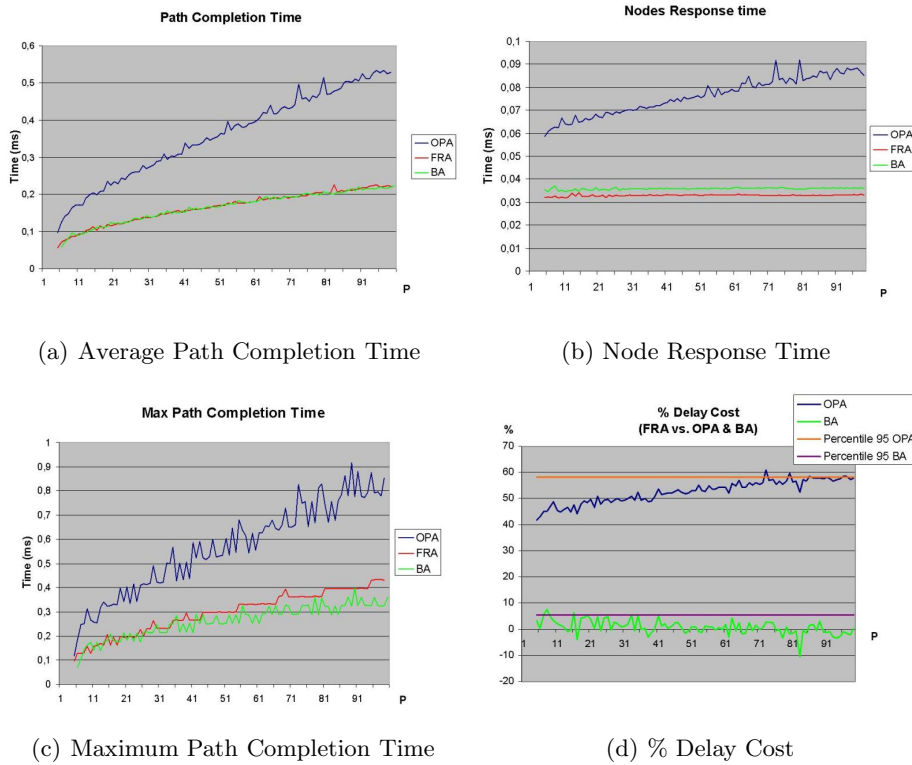 Path Completion Time
0,6
0,5
0,4
0,3
0,2
0,1
0
Time (ms)
1 11 21 31 41 51 61 71 81 91
P
OPA
FRA
BA
(a) Average Path Completion Time
Nodes Response time
0,1
0,09
0,08
0,07
0,06
0,05
0,04
0,03
0,02
0,01
0
Time (ms)
1 11 21 31 41 51 61 71 81 91
P
OPA
FRA
BA
(b) Node Response Time
Max Path Completion Time
1
0,9
0,8
0,7
0,6
0,5
0,4
0,3
0,2
0,1
0
Time (ms)
1 11 21 31 41 51 61 71 81 91
P
OPA
FRA
BA
(c) Maximum Path Completion Time
% Delay Cost
(FRA vs. OPA & BA)
%
70
60
50
40
30
20
10
0
-10
-20
1 11 21 31 41 51 61 71 81 91
P
OPA
BA
Percentile 95 OPA
Percentile 95 BA
(d) % Delay Cost